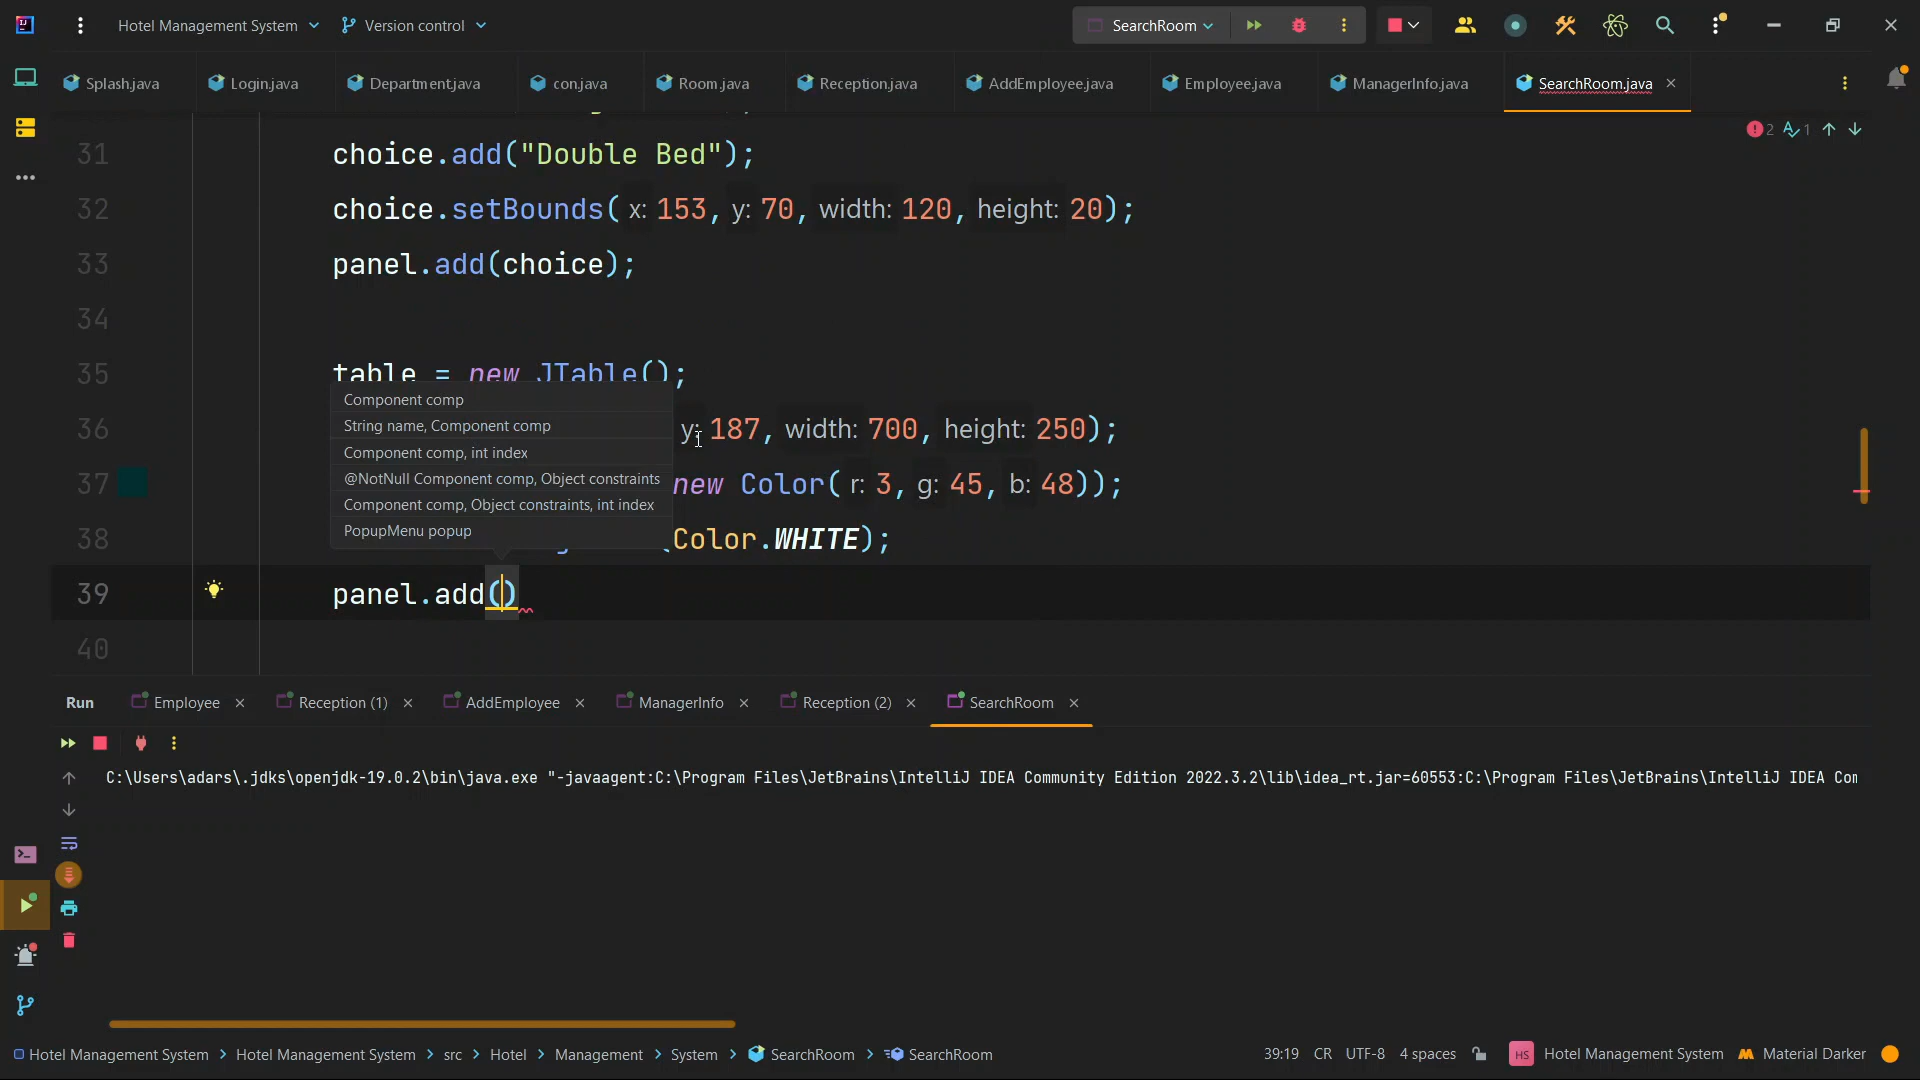 Hotel Management System Version control SearchRoom
Splash.java Login.java Department.java con.java Room.java Reception.java AddEmployee.java Employee.java ManagerInfo.java SearchRoom.java
2 1
31 choice.add("Double Bed");
32 choice.setBounds( x: 153, y: 70, width: 120, height: 20);
33 panel.add(choice);
34
35 table = new JTable();
Component comp
String name, Component comp
36 y: 187, width: 700, height: 250);
Component comp, int index
37 @NotNull Component comp, Object constraints new Color( r: 3, g: 45, b: 48));
Component comp, Object constraints, int index
38 (Color.WHITE);
PopupMenu popup
39 panel.add()
40
Run Employee Reception (1) AddEmployee ManagerInfo Reception (2) SearchRoom
C:\Users\adars\.jdks\openjdk-19.0.2\bin\java.exe "-javaagent:C:\Program Files\JetBrains\IntelliJ IDEA Community Edition 2022.3.2\lib\idea_rt.jar=60553:C:\Program Files\JetBrains\IntelliJ IDEA Com
Hotel Management System > Hotel Management System > src > Hotel > Management > System > SearchRoom > SearchRoom 39:19 CR UTF-8 4 spaces HS Hotel Management System Material Darker